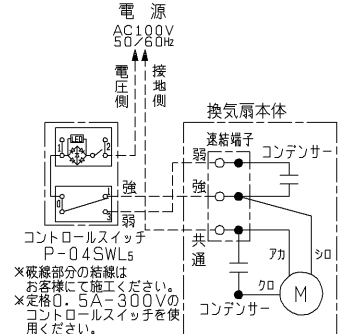 電 源
AC100V
50/60Hz
電圧側
接地側
換気扇本体
連結端子
コンデンサー
LED
1
2
弱
強
強
0
1
3
弱
共通
アカ
シロ
クロ
M
コンデンサー
コントロールスイッチ
P-04SWL5
※破線部分の結線は
お客様にて施工ください。
※定格0.5A-300Vの
コントロールスイッチを使
用ください。